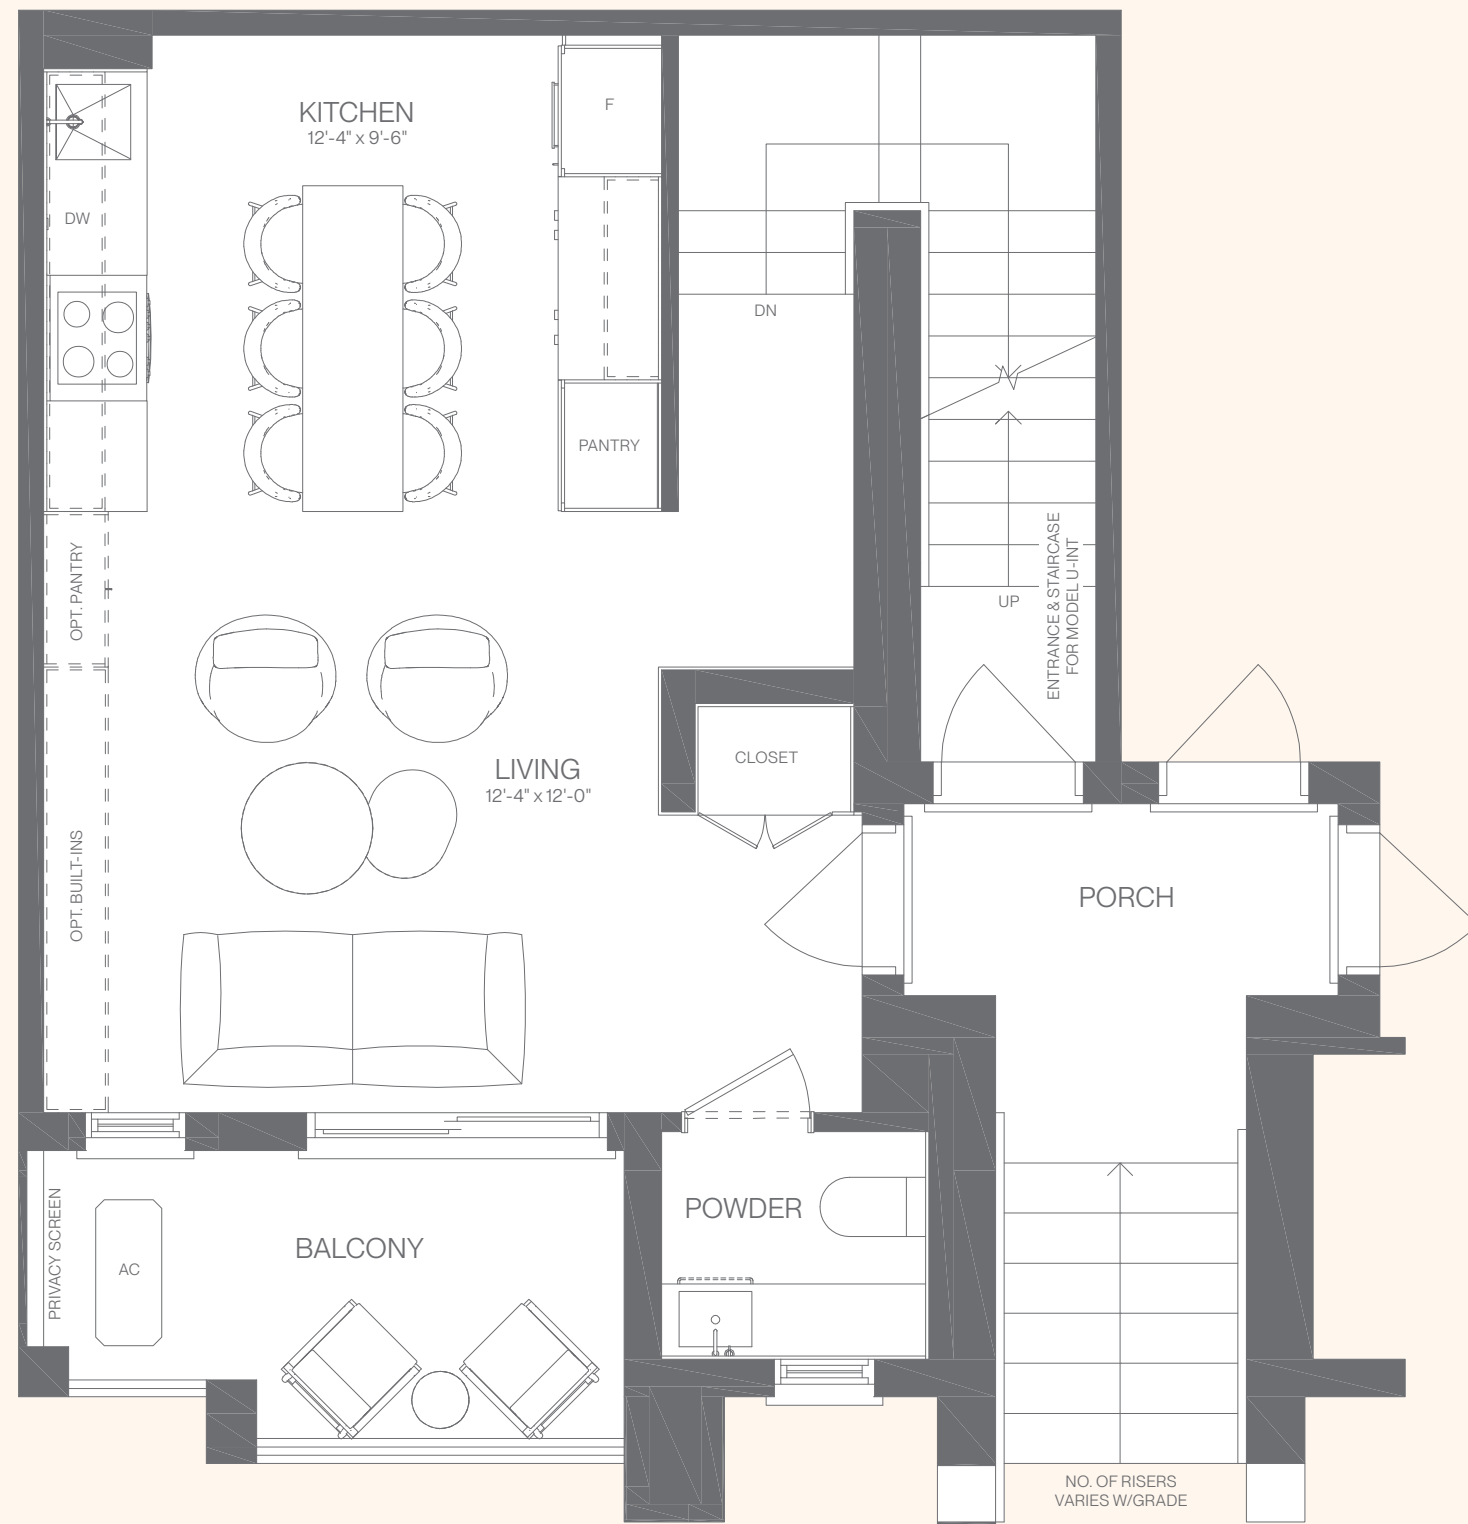 KITCHEN
12'-4" x 9'-6"
F
DW
DN
PANTRY
OPT. PANTRY
ENTRANCE & STAIRCASE
FOR MODEL U-INT
UP
CLOSET
LIVING
12'-4" x 12'-0"
OPT. BUILT-INS
PORCH
POWDER
PRIVACY SCREEN
BALCONY
AC
NO. OF RISERS
VARIES W/GRADE